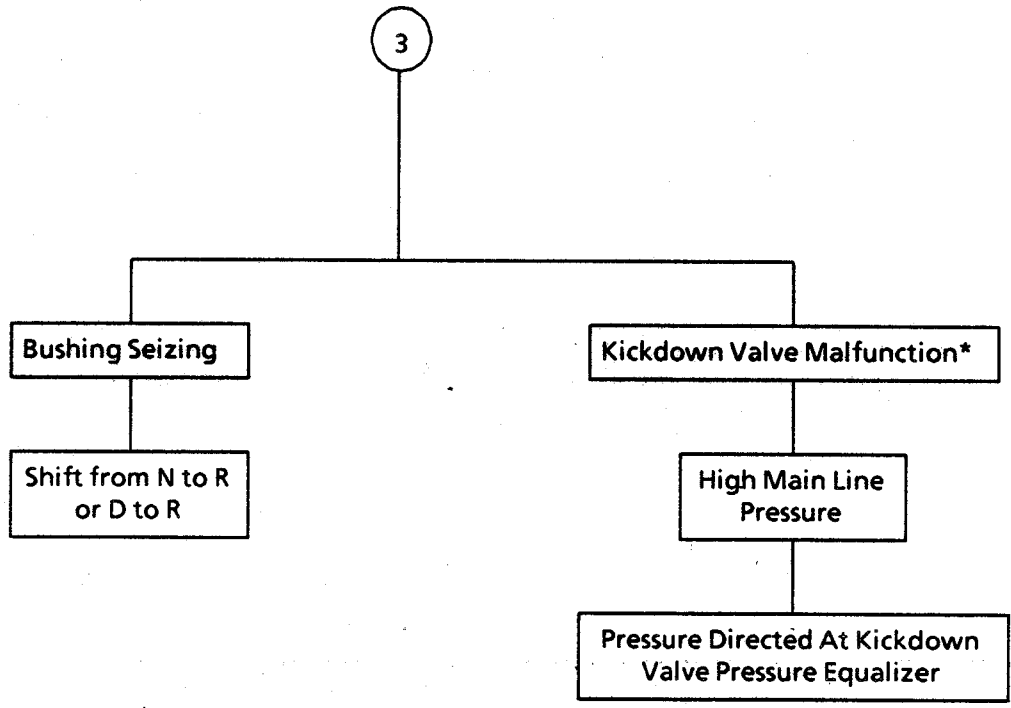 3
Bushing Seizing
Kickdown Valve Malfunction*
Shift from N to R
or D to R
High Main Line
Pressure
Pressure Directed At Kickdown
Valve Pressure Equalizer